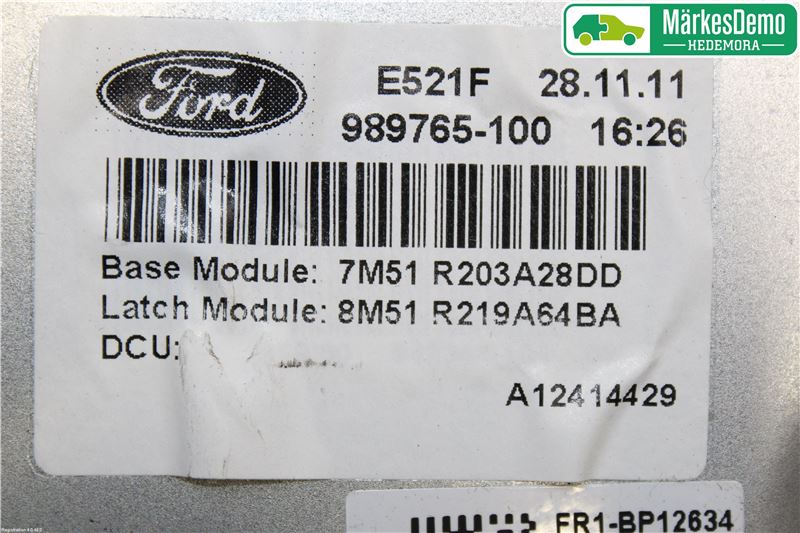 MärkesDemo
HEDEMORA
Ford
E521F 28.11.11
989765-100 16:26
Base Module: 7M51 R203A28DD
Latch Module: 8M51 R219A64BA
DCU:
A12414429
FR1-BP12634